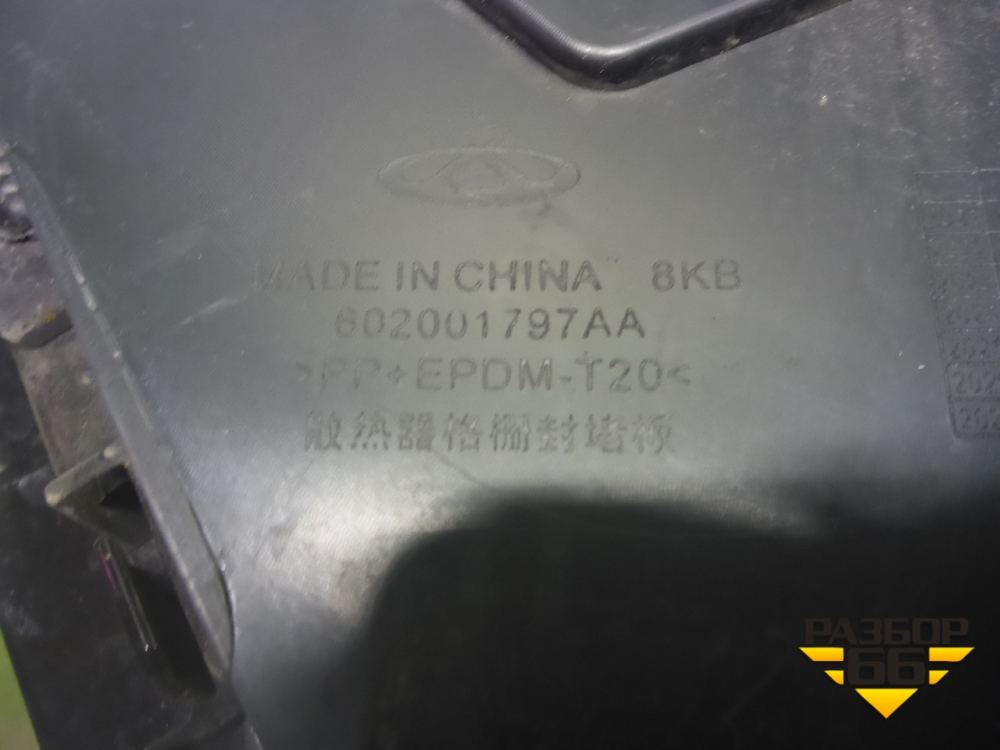 MADE IN CHINA 8KB
602001797AA
>PP+EPDM-T20<
散热器格栅封堵板
РАЗБОР
66